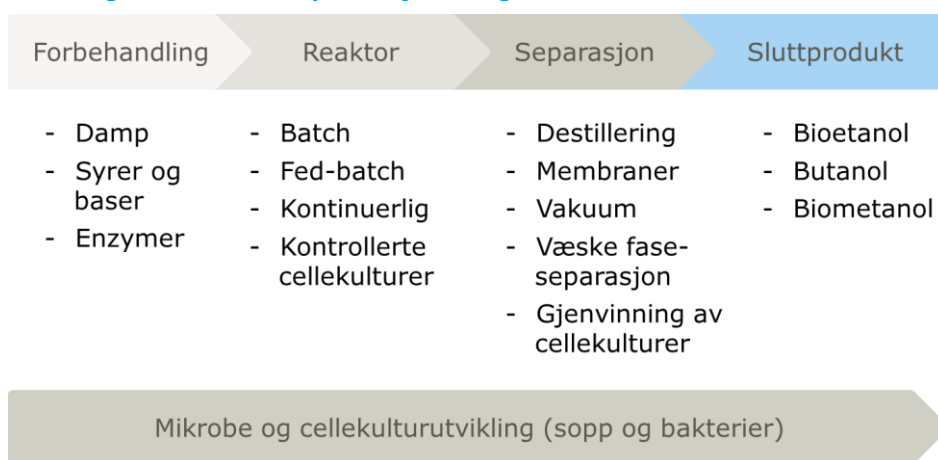 Forbehandling
Reaktor
Separasjon
Sluttprodukt
- Damp
- Syrer og
baser
- Enzymer
- Batch
- Fed-batch
- Kontinuerlig
- Kontrollerte
cellekulturer
- Destillering
- Membraner
- Vakuum
- Væske fase-
separasjon
- Gjenvinning av
cellekulturer
- Bioetanol
- Butanol
- Biometanol
Mikrobe og cellekulturutvikling (sopp og bakterier)